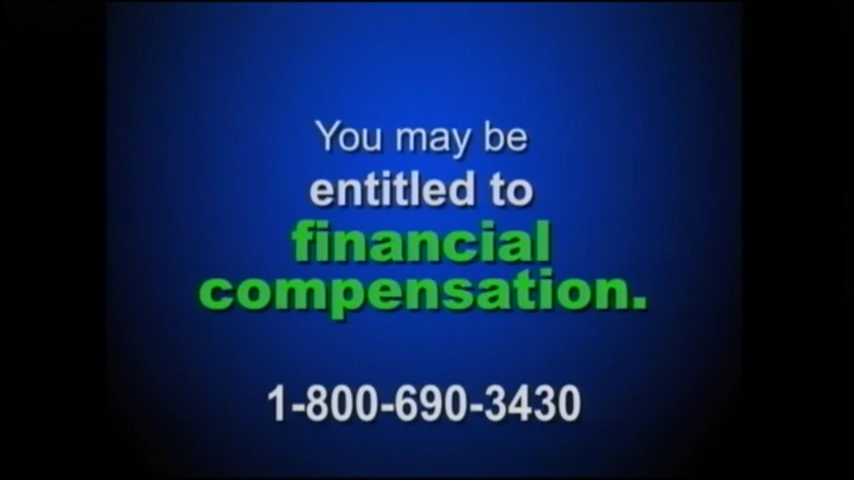 You may be
entitled to
financial
compensation.
1-800-690-3430